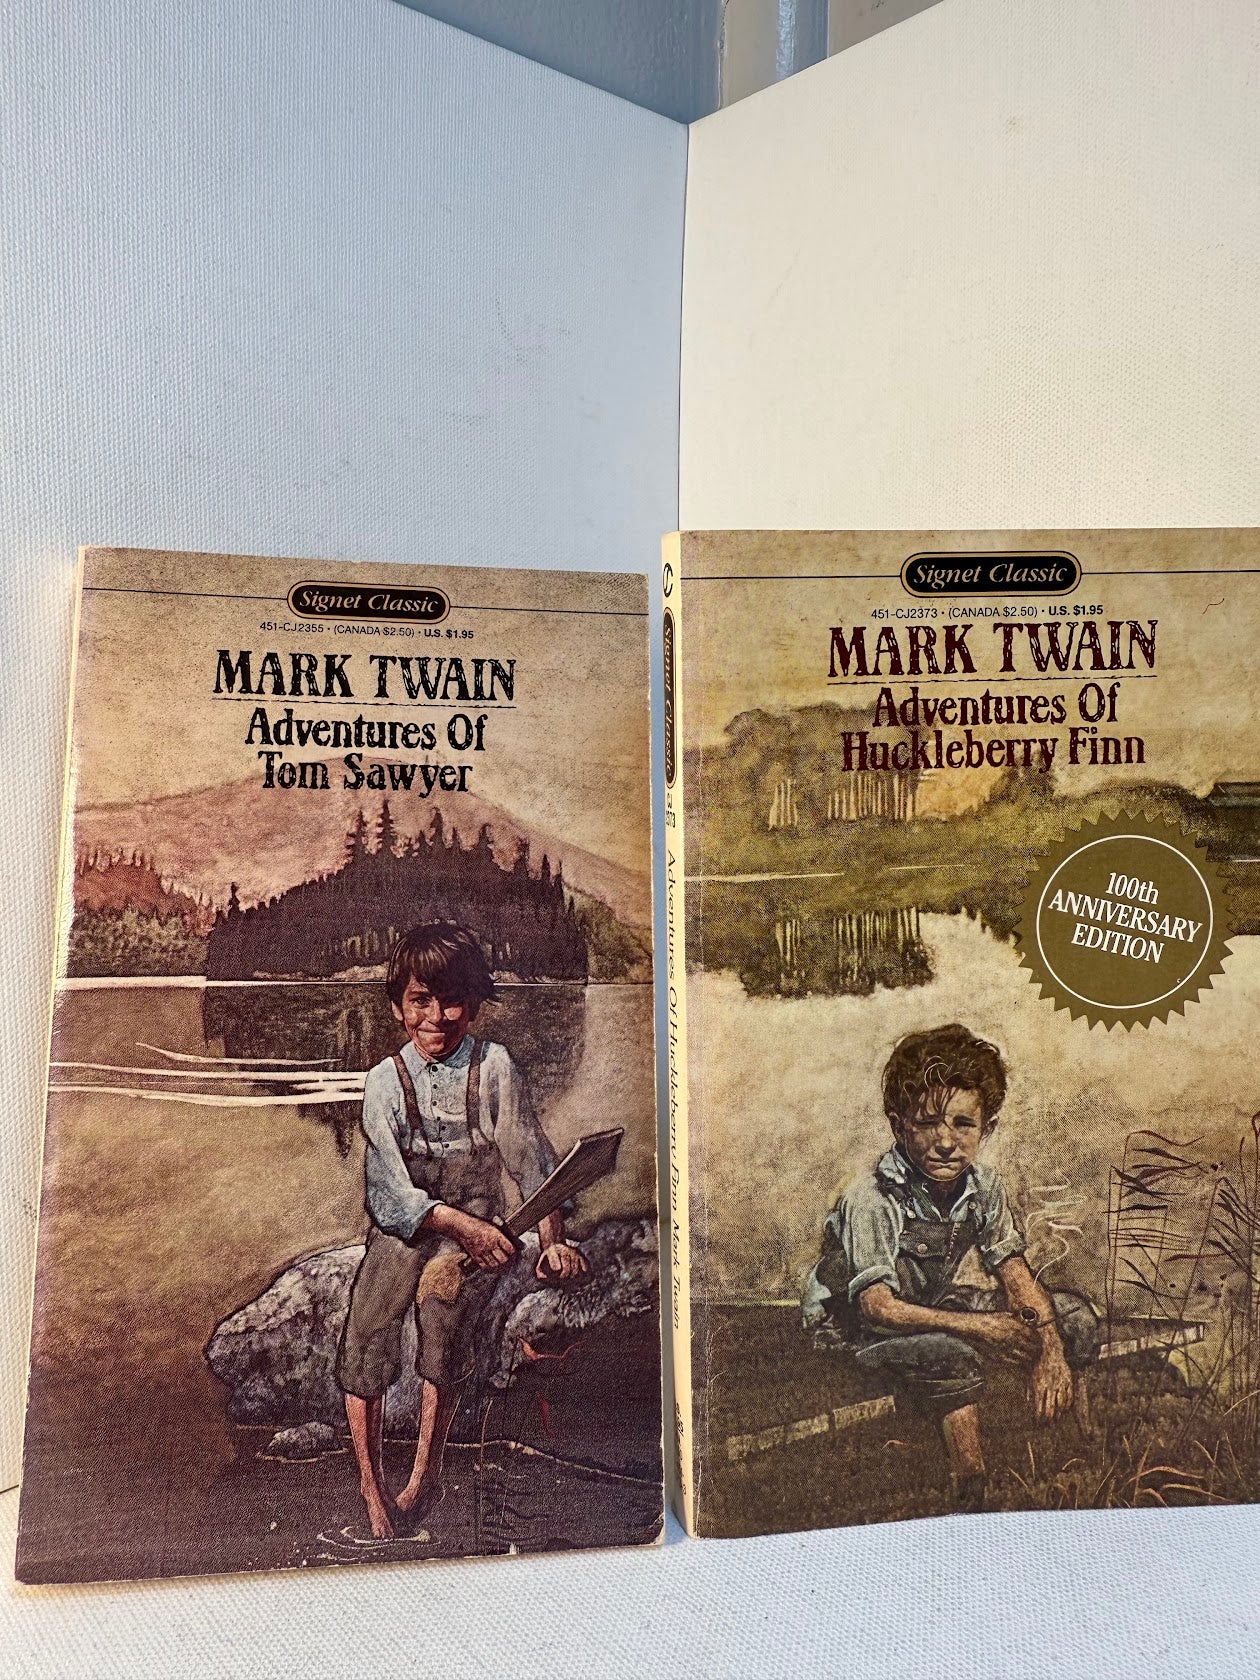 Signet Classic
451-CJ2355 • (CANADA $2.50) • U.S. $1.95
MARK TWAIN
Adventures Of
Tom Sawyer
Signet Classic
451-CJ2373 • (CANADA $2.50) • U.S. $1.95
MARK TWAIN
Adventures Of
Huckleberry Finn
100th
ANNIVERSARY
EDITION
Signet Classic
Adventures Of Huckleberry Finn Mark Twain